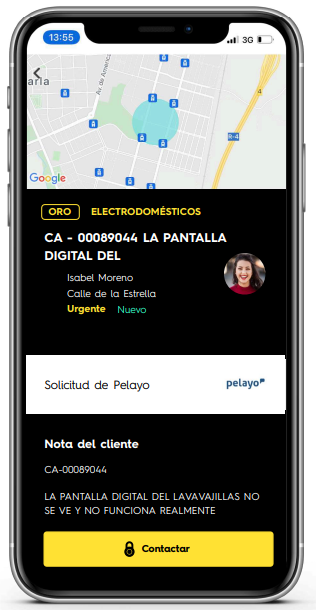 13:55
3G
aria
Av. de América
4
R-4
Google
ORO
ELECTRODOMÉSTICOS
CA - 00089044 LA PANTALLA
DIGITAL DEL
Isabel Moreno
Calle de la Estrella
Urgente Nuevo
Solicitud de Pelayo
pelayo
Nota del cliente
CA-00089044
LA PANTALLA DIGITAL DEL LAVAVAJILLAS NO
SE VE Y NO FUNCIONA REALMENTE
Contactar